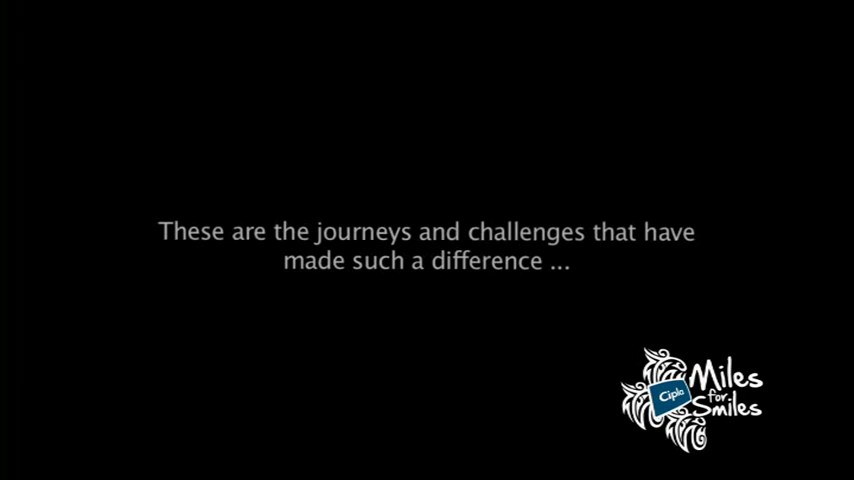 These are the journeys and challenges that have
made such a difference ...
Cipla
Miles
for
Smiles